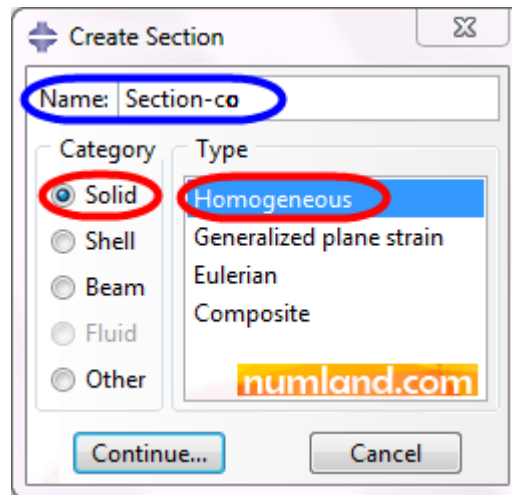 Create Section
Name: Section-co
Category
Solid
Shell
Beam
Fluid
Other
Type
Homogeneous
Generalized plane strain
Eulerian
Composite
numland.com
Continue...
Cancel